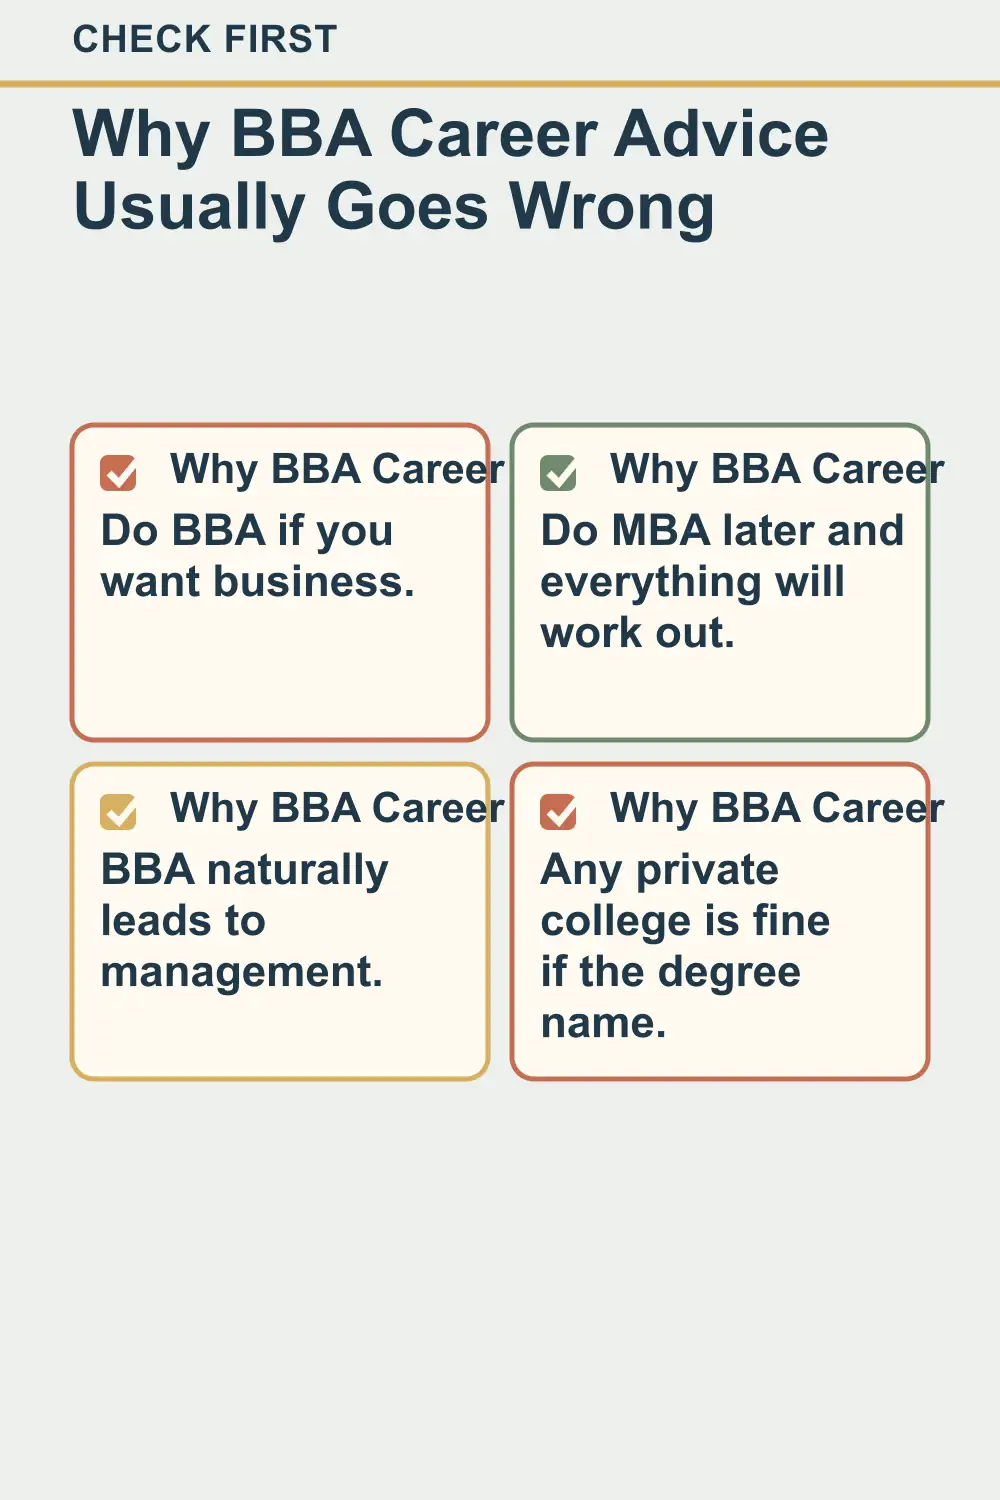 CHECK FIRST
Why BBA Career Advice
Usually Goes Wrong
Why BBA Career
Do BBA if you
want business.
Why BBA Career
Do MBA later and
everything will
work out.
Why BBA Career
BBA naturally
leads to
management.
Why BBA Career
Any private
college is fine
if the degree
name.